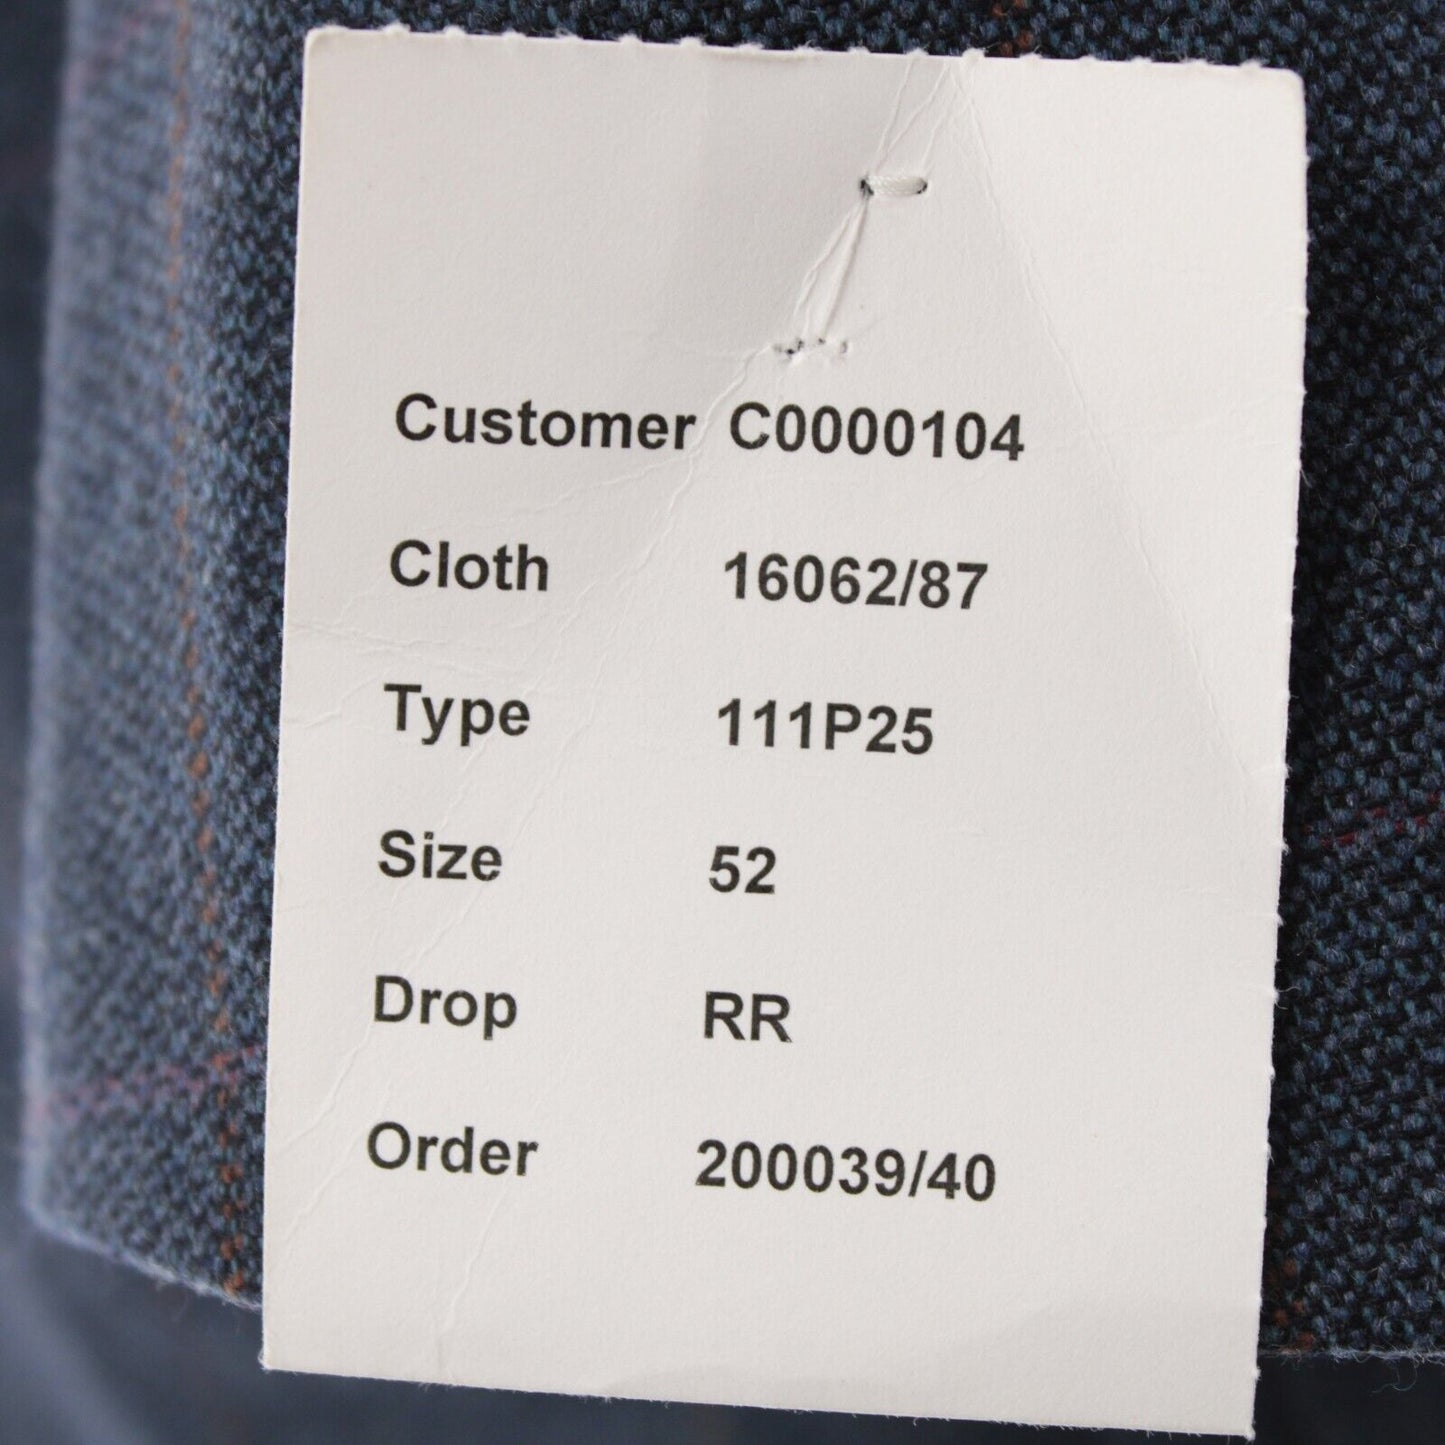 Customer C0000104
Cloth 16062/87
Type 111P25
Size 52
Drop RR
Order 200039/40